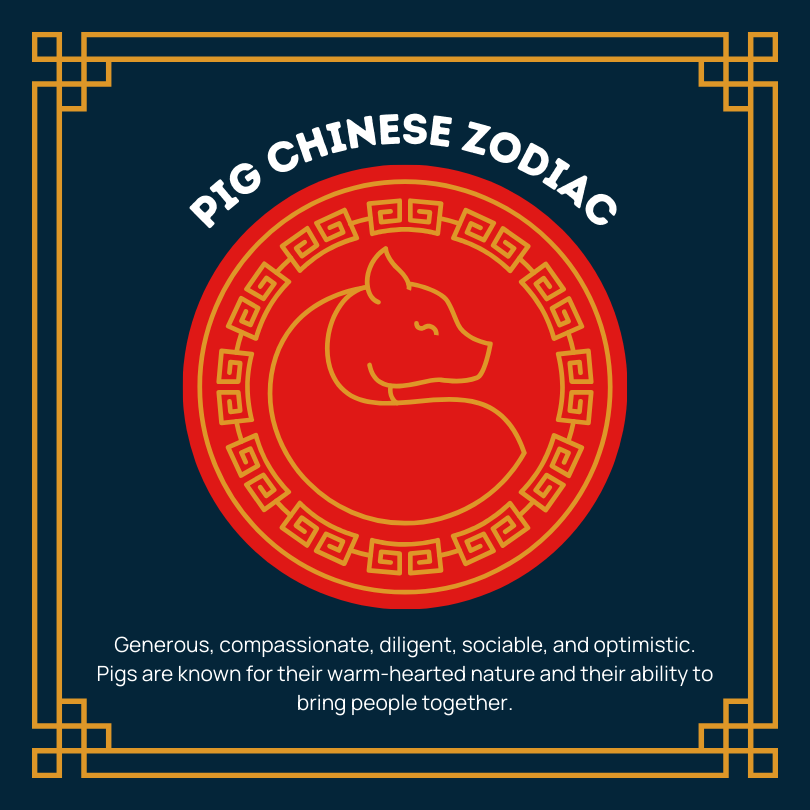 PIG CHINESE ZODIAC
Generous, compassionate, diligent, sociable, and optimistic.
Pigs are known for their warm-hearted nature and their ability to
bring people together.